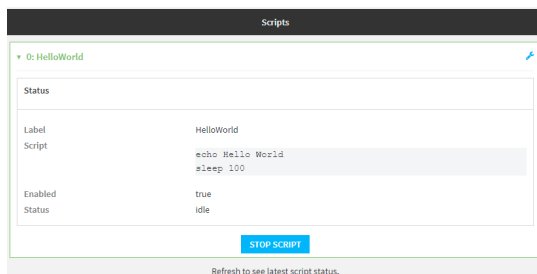 Scripts
0: HelloWorld
Status
Label HelloWorld
Script
echo Hello World
sleep 100
Enabled true
Status idle
STOP SCRIPT
Refresh to see latest script status.